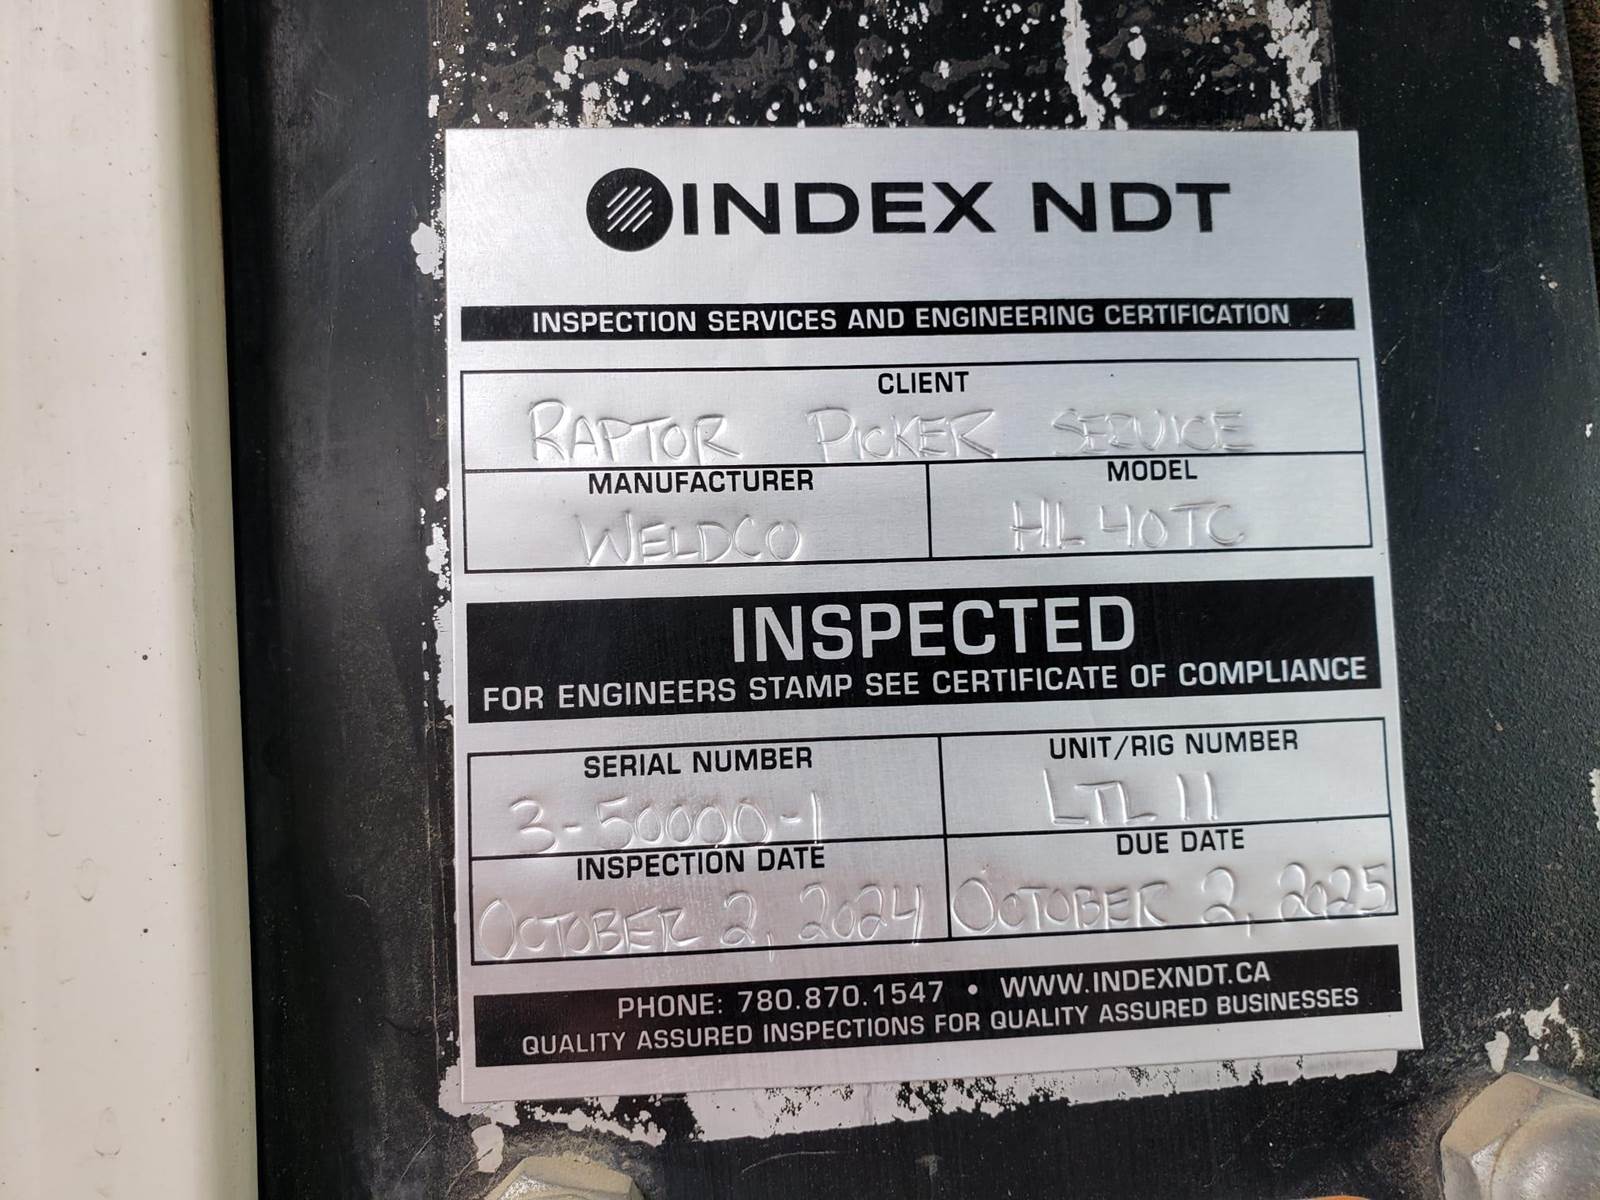 INDEX NDT
INSPECTION SERVICES AND ENGINEERING CERTIFICATION
CLIENT
RAPTOR PICKER SERVICE
MANUFACTURER
WELDCO
MODEL
HL40TC
INSPECTED
FOR ENGINEERS STAMP SEE CERTIFICATE OF COMPLIANCE
SERIAL NUMBER
3-50000-1
UNIT/RIG NUMBER
LTL 11
INSPECTION DATE
OCTOBER 2, 2024
DUE DATE
OCTOBER 2, 2025
PHONE: 780.870.1547 • WWW.INDEXNDT.CA
QUALITY ASSURED INSPECTIONS FOR QUALITY ASSURED BUSINESSES